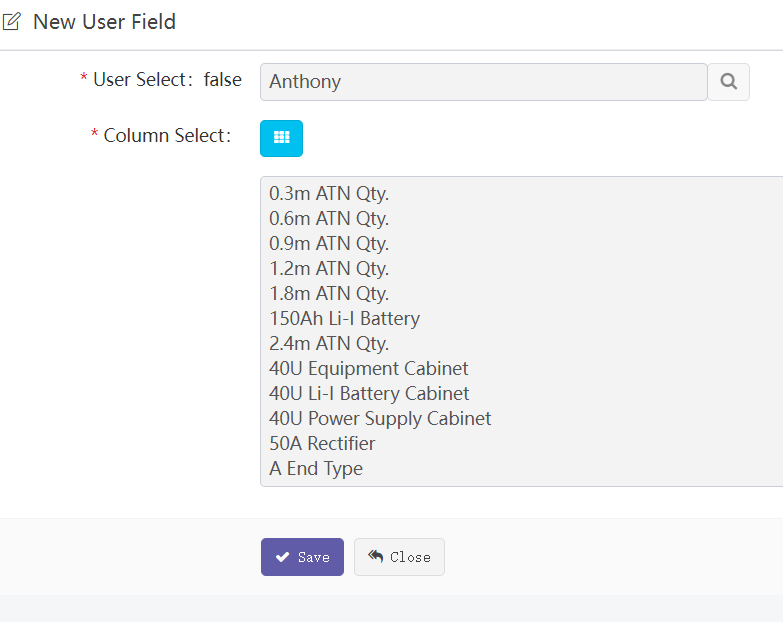 New User Field
* User Select: false Anthony
* Column Select:
0.3m ATN Qty.
0.6m ATN Qty.
0.9m ATN Qty.
1.2m ATN Qty.
1.8m ATN Qty.
150Ah Li-I Battery
2.4m ATN Qty.
40U Equipment Cabinet
40U Li-I Battery Cabinet
40U Power Supply Cabinet
50A Rectifier
A End Type
Save Close